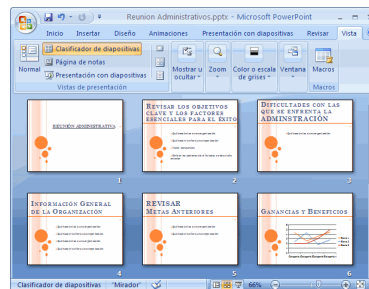 Reunion Administrativos.pptx - Microsoft PowerPoint
Inicio Insertar Diseño Animaciones Presentación con diapositivas Revisar Vista
Normal
Clasificador de diapositivas
Página de notas
Presentación con diapositivas
Vistas de presentación
Mostrar u ocultar
Zoom
Color o escala de grises
Ventana
Macros
Macros
REUNIÓN ADMINISTRATIVA
1
REVISAR LOS OBJETIVOS
CLAVE Y LOS FACTORES
ESENCIALES PARA EL ÉXITO
2
DIFICULTADES CON LAS
QUE SE ENFRENTA LA
ADMINSTRACIÓN
3
INFORMACIÓN GENERAL
DE LA ORGANIZACIÓN
4
REVISAR
METAS ANTERIORES
5
GANANCIAS Y BENEFICIOS
6
Clasificador de diapositivas "Mirador" 66%